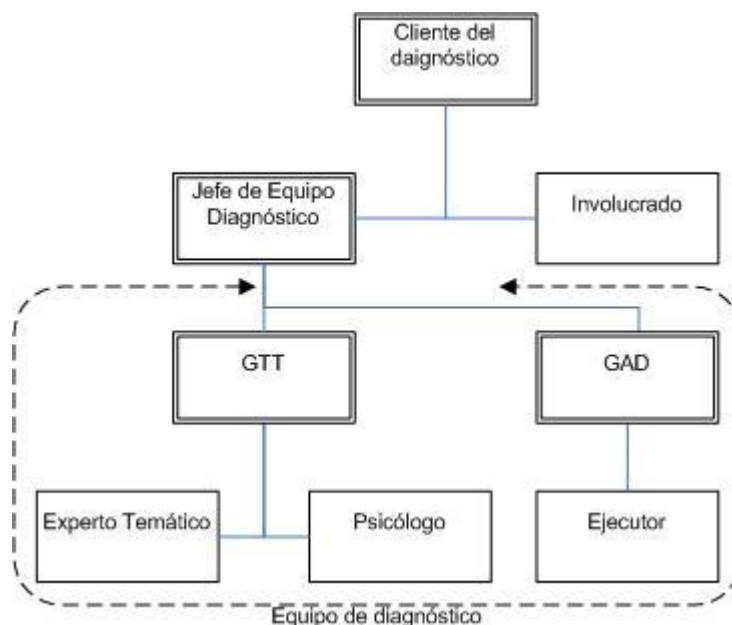 Cliente del
daignóstico
Jefe de Equipo
Diagnóstico
Involucrado
GTT
GAD
Experto Temático
Psicólogo
Ejecutor
Equipo de diagnóstico